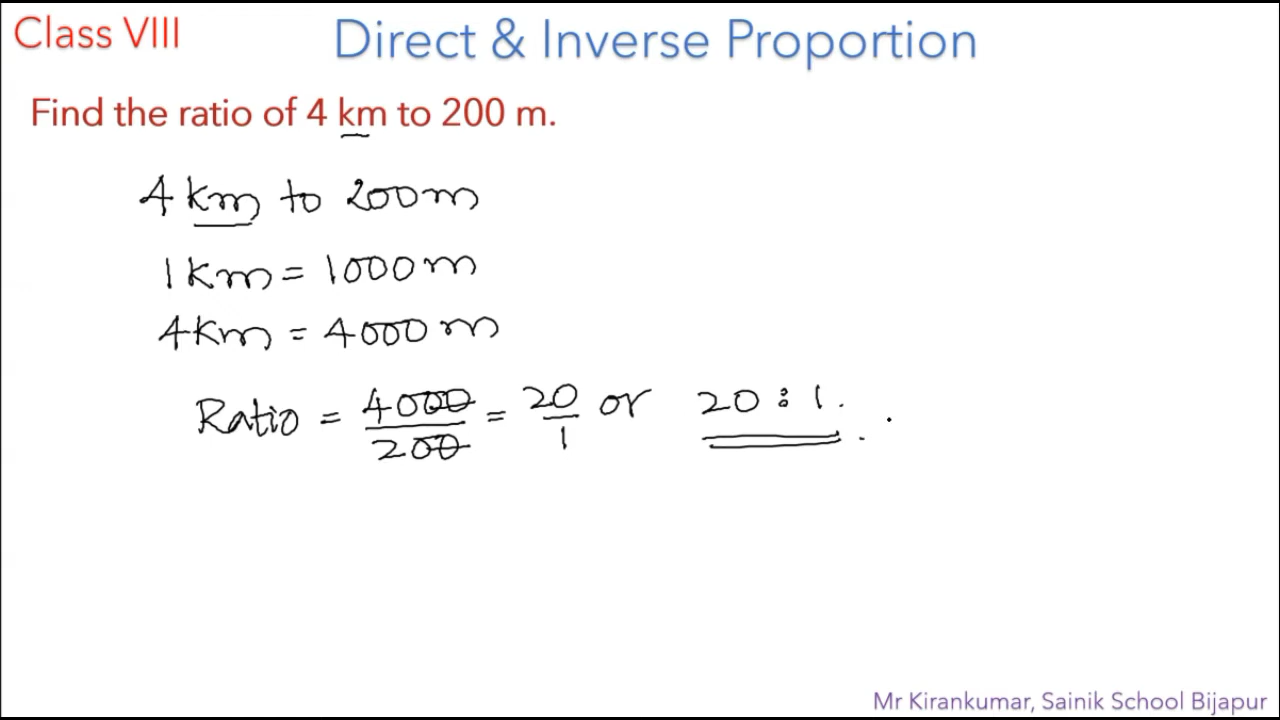 Class VIII
Direct & Inverse Proportion
Find the ratio of 4 km to 200 m.
4 km to 200 m
1 Km = 1000 m
4 Km = 4000 m
Ratio = 4000/200 = 20/1 or 20 : 1.
Mr Kirankumar, Sainik School Bijapur